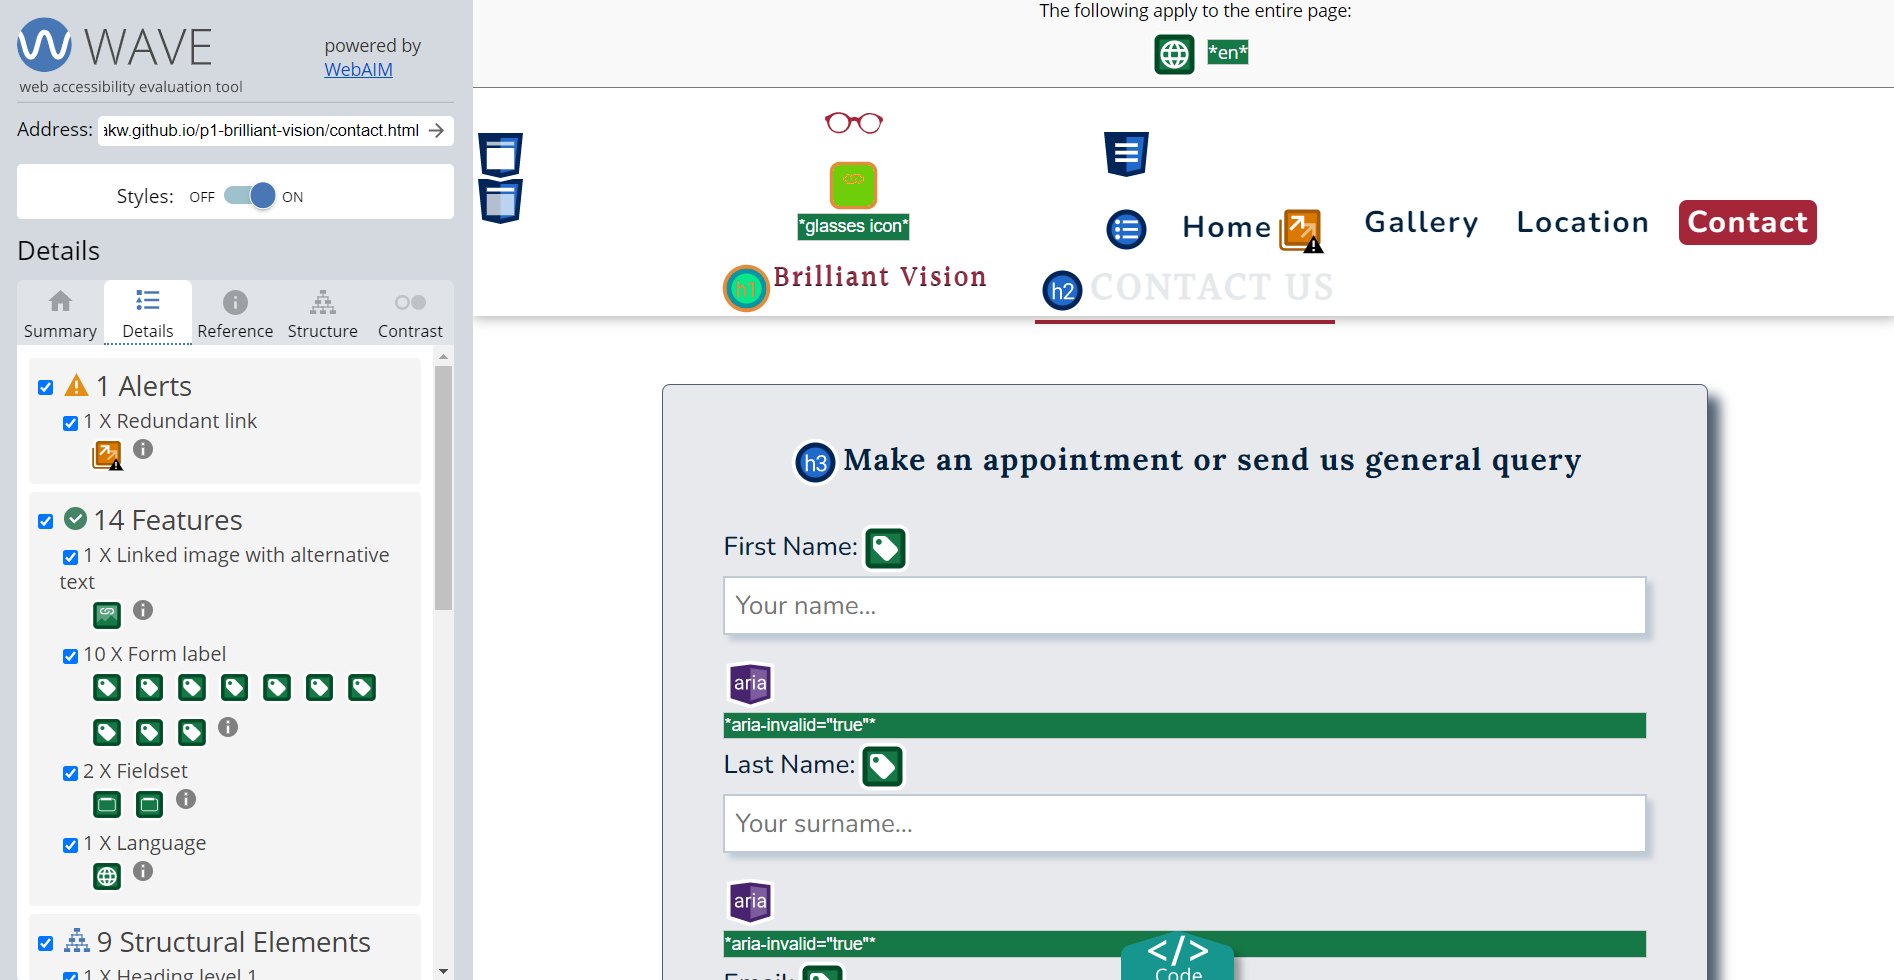 WAVE
powered by
WebAIM
web accessibility evaluation tool
Address: akw.github.io/p1-brilliant-vision/contact.html
Styles: OFF ON
Details
Summary Details Reference Structure Contrast
1 Alerts
1 X Redundant link
14 Features
1 X Linked image with alternative
text
10 X Form label
2 X Fieldset
1 X Language
9 Structural Elements
1 X Heading level 1
The following apply to the entire page:
*en*
*glasses icon*
h1 Brilliant Vision
Home Gallery Location Contact
h2 CONTACT US
h3 Make an appointment or send us general query
First Name:
Your name...
aria
*aria-invalid="true"*
Last Name:
Your surname...
aria
*aria-invalid="true"*
Email:
</>
Code